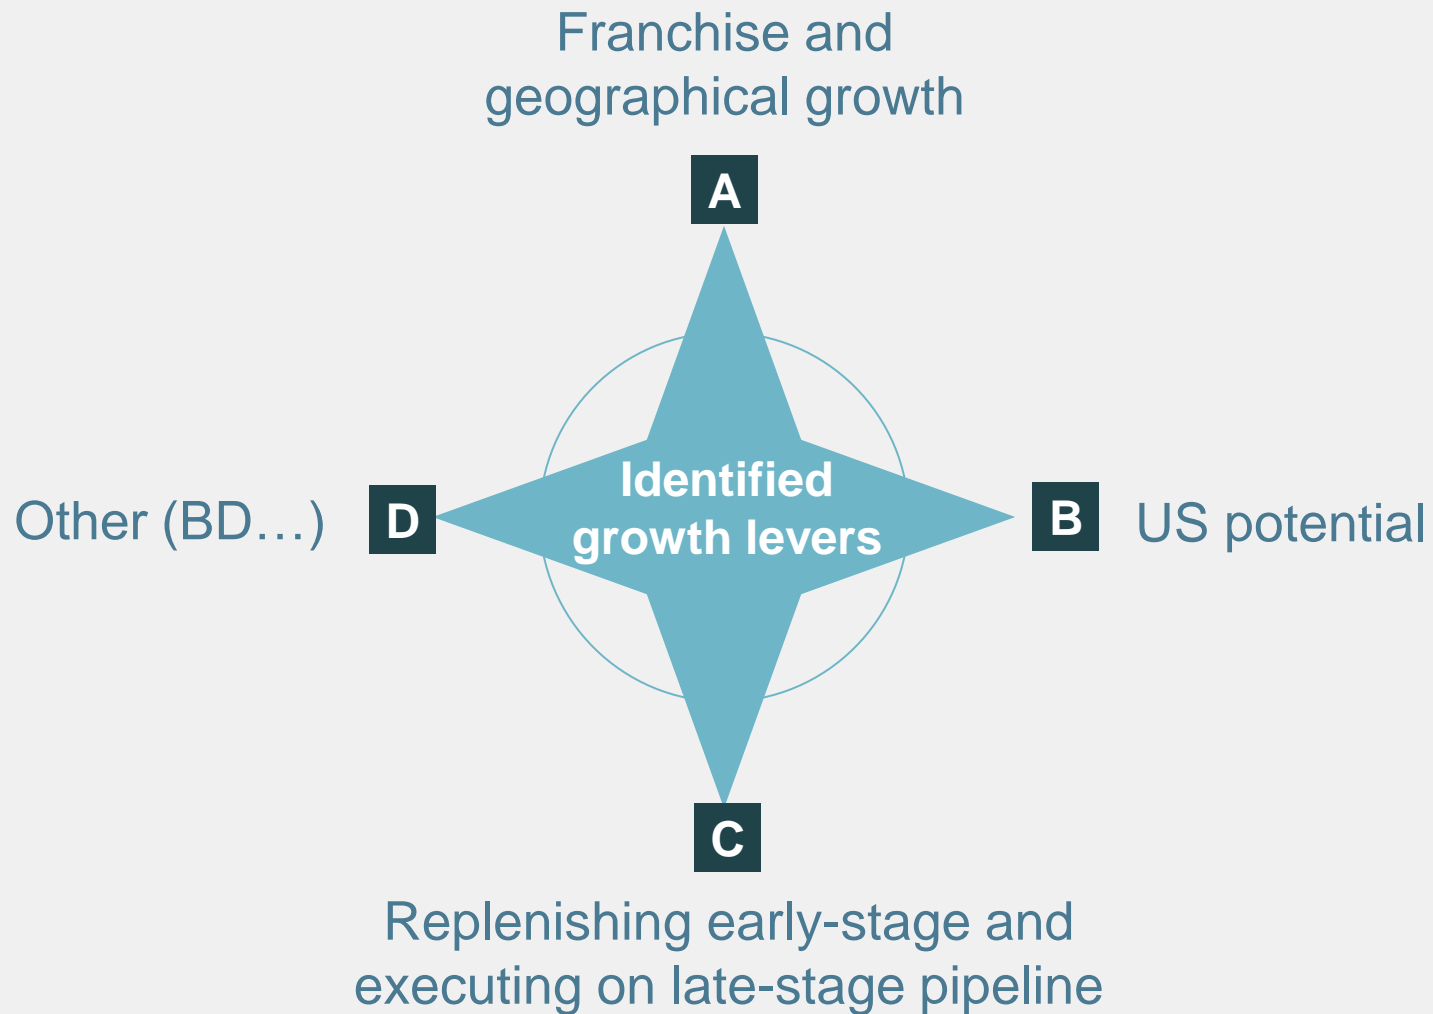 Franchise and
geographical growth
A
Identified
growth levers
Other (BD…)
D
B
US potential
C
Replenishing early-stage and
executing on late-stage pipeline